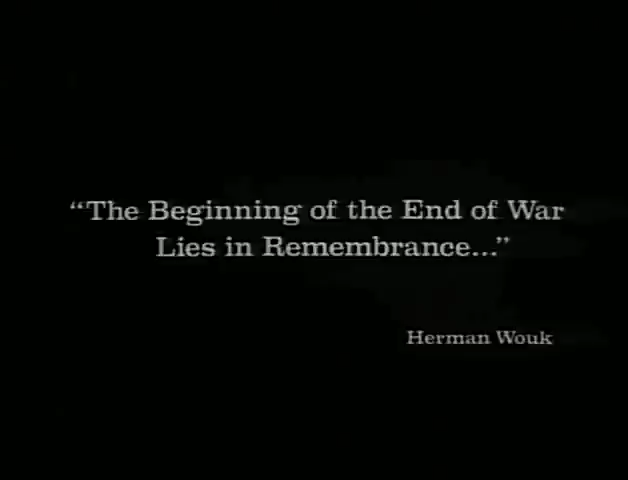 “The Beginning of the End of War
Lies in Remembrance...”
Herman Wouk